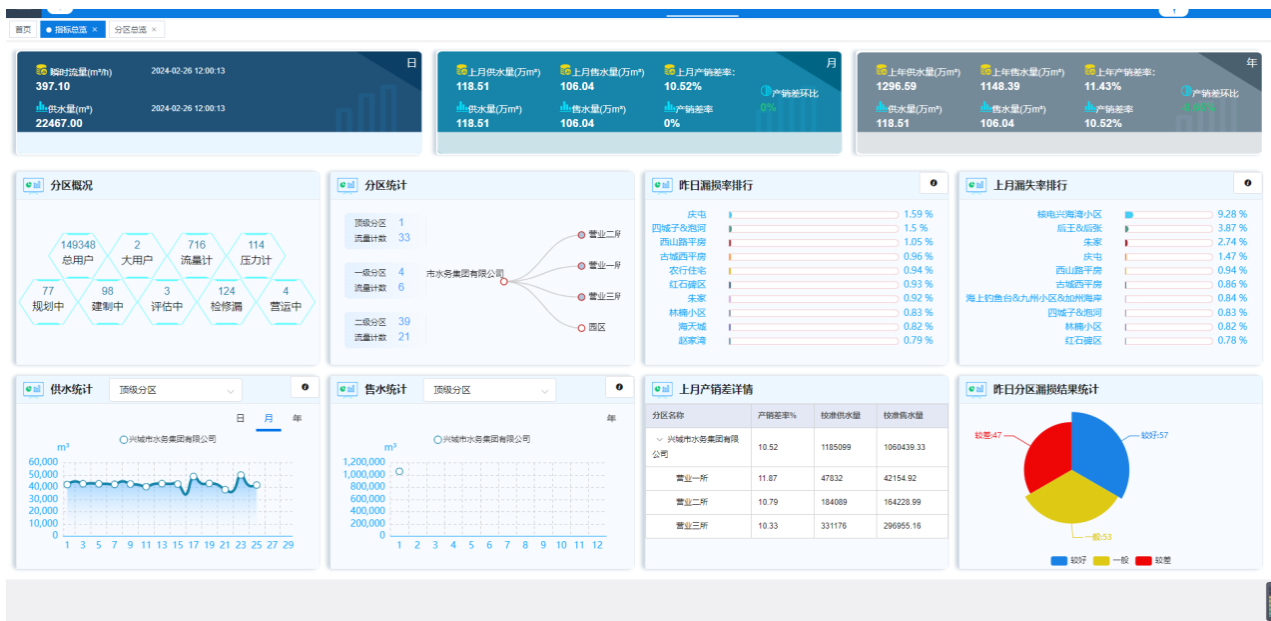 首页
指标总览 ×
分区总览 ×
日
瞬时流量(m³/h) 2024-02-26 12:00:13
397.10
供水量(m³) 2024-02-26 12:00:13
22467.00
月
上月供水量(万m³) 上月售水量(万m³) 上月产销差率:
118.51 106.04 10.52%
产销差环比
0%
供水量(万m³) 售水量(万m³) 产销差率
118.51 106.04 0%
年
上年供水量(万m³) 上年售水量(万m³) 上年产销差率:
1296.59 1148.39 11.43%
产销差环比
供水量(万m³) 售水量(万m³) 产销差率
118.51 106.04 10.52%
分区概况
149348 2 716 114
总用户 大用户 流量计 压力计
77 98 3 124 4
规划中 建制中 评估中 检修漏 营运中
分区统计
顶级分区 1
流量计数 33
一级分区 4
流量计数 6
二级分区 39
流量计数 21
市水务集团有限公司
营业二所
营业一所
营业三所
园区
昨日漏损率排行
庆屯 1.59 %
四城子&泡河 1.5 %
西山路平房 1.05 %
古城西平房 0.96 %
农行住宅 0.94 %
红石碑区 0.93 %
朱家 0.92 %
林楠小区 0.83 %
海天城 0.82 %
赵家湾 0.79 %
上月漏失率排行
核电兴海湾小区 9.28 %
后王&后张 3.87 %
朱家 2.74 %
庆屯 1.47 %
西山路平房 0.94 %
古城西平房 0.86 %
海上钓鱼台&九州小区&加州海岸 0.84 %
四城子&泡河 0.83 %
林楠小区 0.82 %
红石碑区 0.78 %
供水统计 顶级分区
日 月 年
兴城市水务集团有限公司
m³
60,000
50,000
40,000
30,000
20,000
10,000
0
1 3 5 7 9 11 13 15 17 19 21 23 25 27 29
售水统计 顶级分区
年
兴城市水务集团有限公司
m³
1,200,000
1,000,000
800,000
600,000
400,000
200,000
0
1 2 3 4 5 6 7 8 9 10 11 12
上月产销差详情
分区名称 产销差率% 校准供水量 校准售水量
兴城市水务集团有限
公司 10.52 1185099 1060439.33
营业一所 11.87 47832 42154.92
营业二所 10.79 184089 164228.99
营业三所 10.33 331176 296955.16
昨日分区漏损结果统计
较差:47
较好:57
一般:53
较好 一般 较差